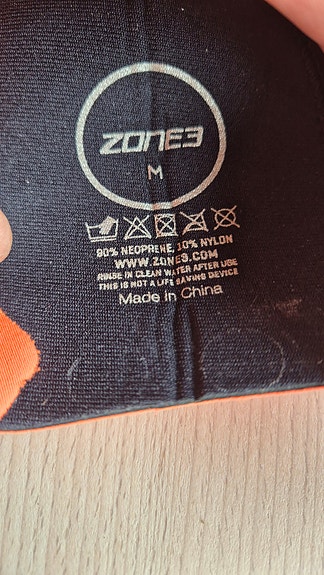 ZONE3
M
90% NEOPRENE, 10% NYLON
WWW.ZONE3.COM
RINSE IN CLEAN WATER AFTER USE
THIS IS NOT A LIFE SAVING DEVICE
Made in China